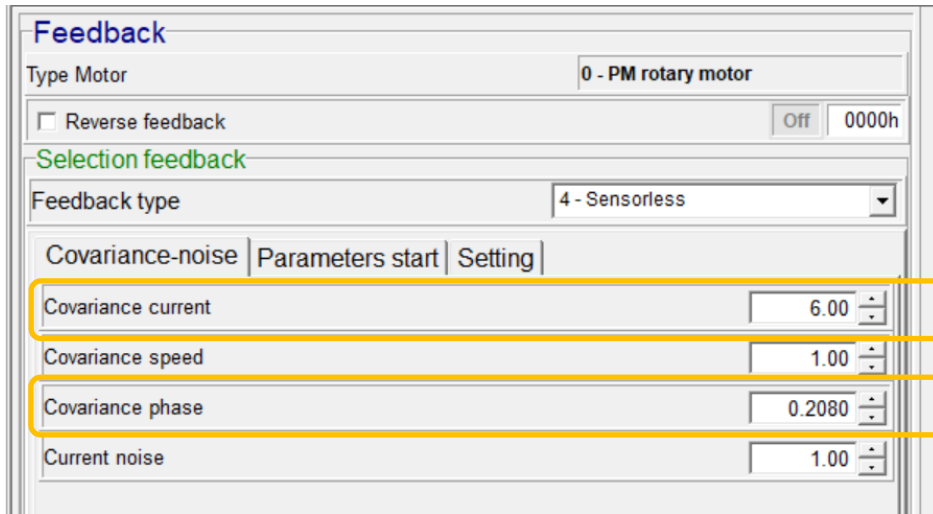 Feedback
Type Motor 0 - PM rotary motor
Reverse feedback Off 0000h
Selection feedback
Feedback type 4 - Sensorless
Covariance-noise Parameters start Setting
Covariance current 6.00
Covariance speed 1.00
Covariance phase 0.2080
Current noise 1.00